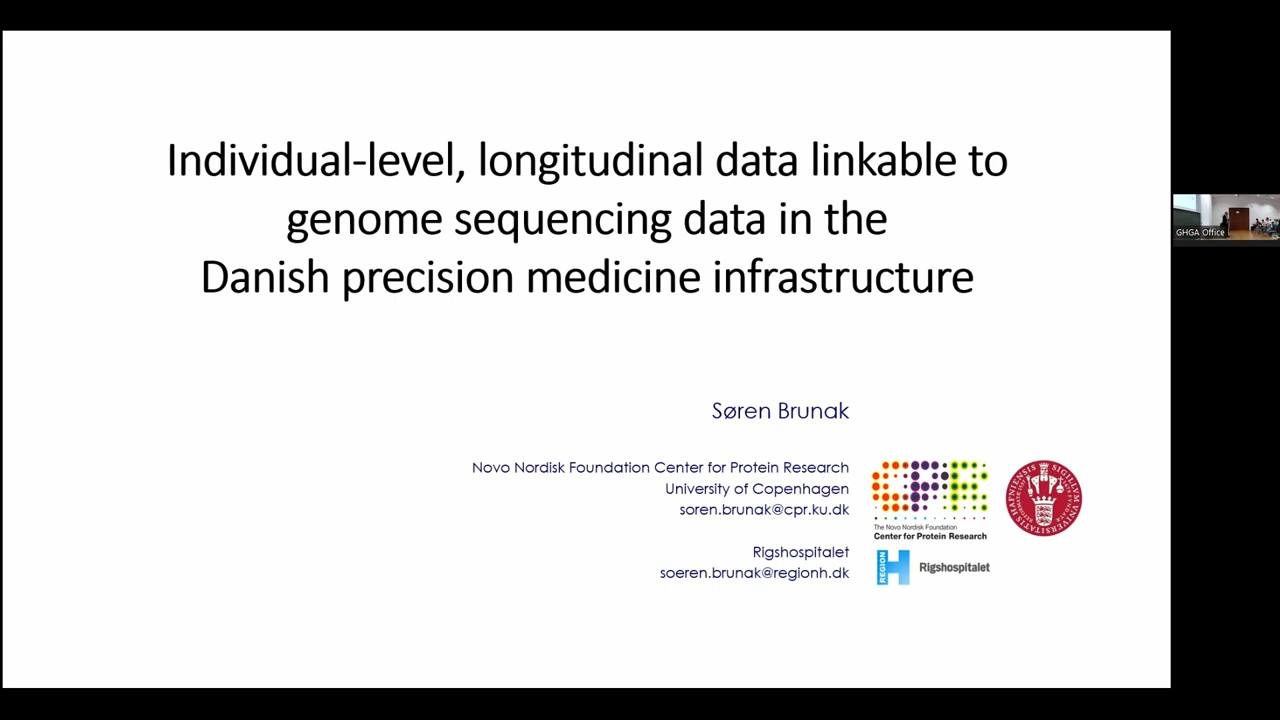 Individual-level, longitudinal data linkable to
genome sequencing data in the
Danish precision medicine infrastructure
Søren Brunak
Novo Nordisk Foundation Center for Protein Research
University of Copenhagen
soren.brunak@cpr.ku.dk
Rigshospitalet
soeren.brunak@regionh.dk
CPR
The Novo Nordisk Foundation
Center for Protein Research
REGION H
Rigshospitalet
GHGA Office